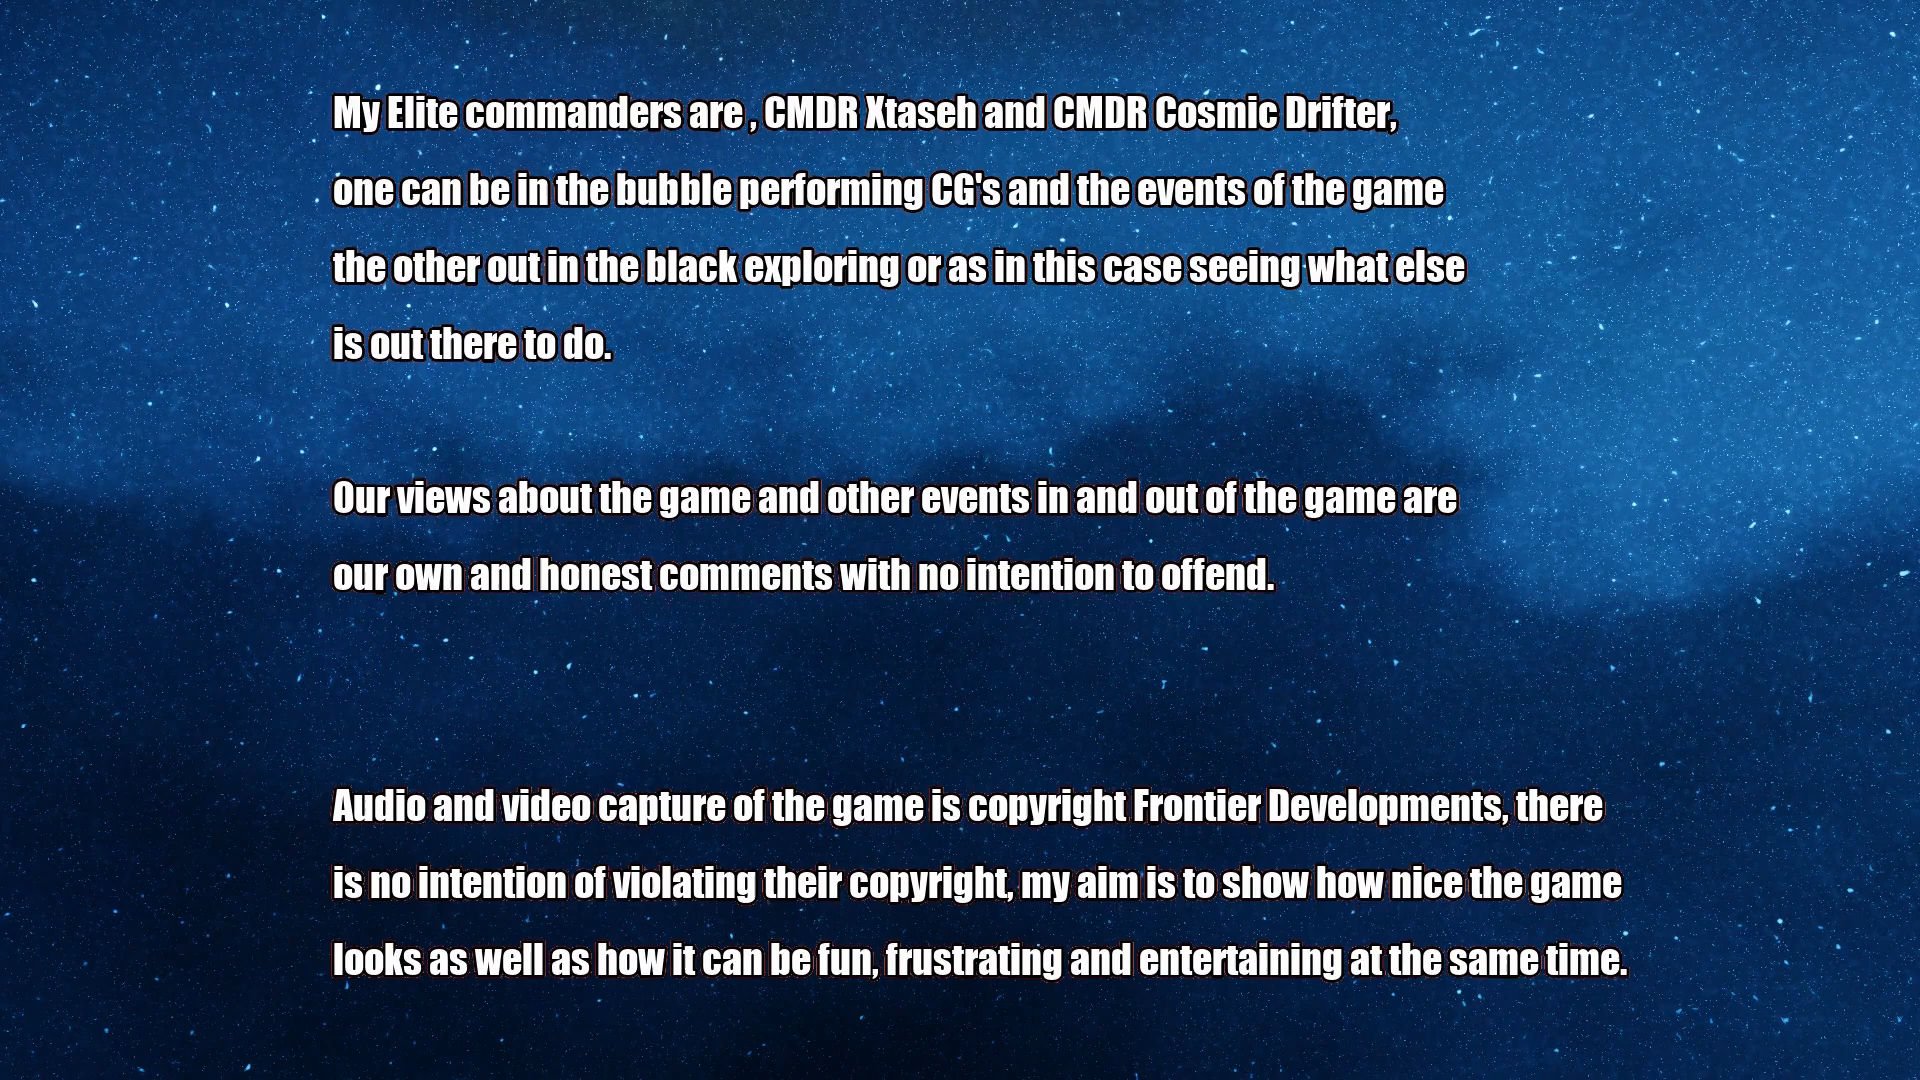 My Elite commanders are , CMDR Xtaseh and CMDR Cosmic Drifter,
one can be in the bubble performing CG's and the events of the game
the other out in the black exploring or as in this case seeing what else
is out there to do.
Our views about the game and other events in and out of the game are
our own and honest comments with no intention to offend.
Audio and video capture of the game is copyright Frontier Developments, there
is no intention of violating their copyright, my aim is to show how nice the game
looks as well as how it can be fun, frustrating and entertaining at the same time.